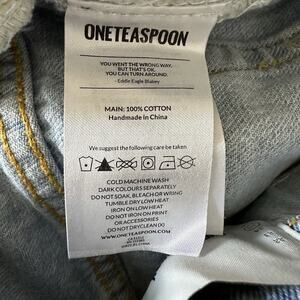 ONETEASPOON
YOU WENT THE WRONG WAY.
BUT THAT'S OK,
YOU CAN TURN AROUND.
- Eddie Eagle Blakey
MAIN: 100% COTTON
Handmade in China
We suggest the following care be taken
COLD MACHINE WASH
DARK COLOURS SEPARATELY
DO NOT SOAK, BLEACH OR WRING
TUMBLE DRY LOW HEAT
IRON ON LOW HEAT
DO NOT IRON ON PRINT
OR ACCESSORIES
DO NOT DRYCLEAN (X)